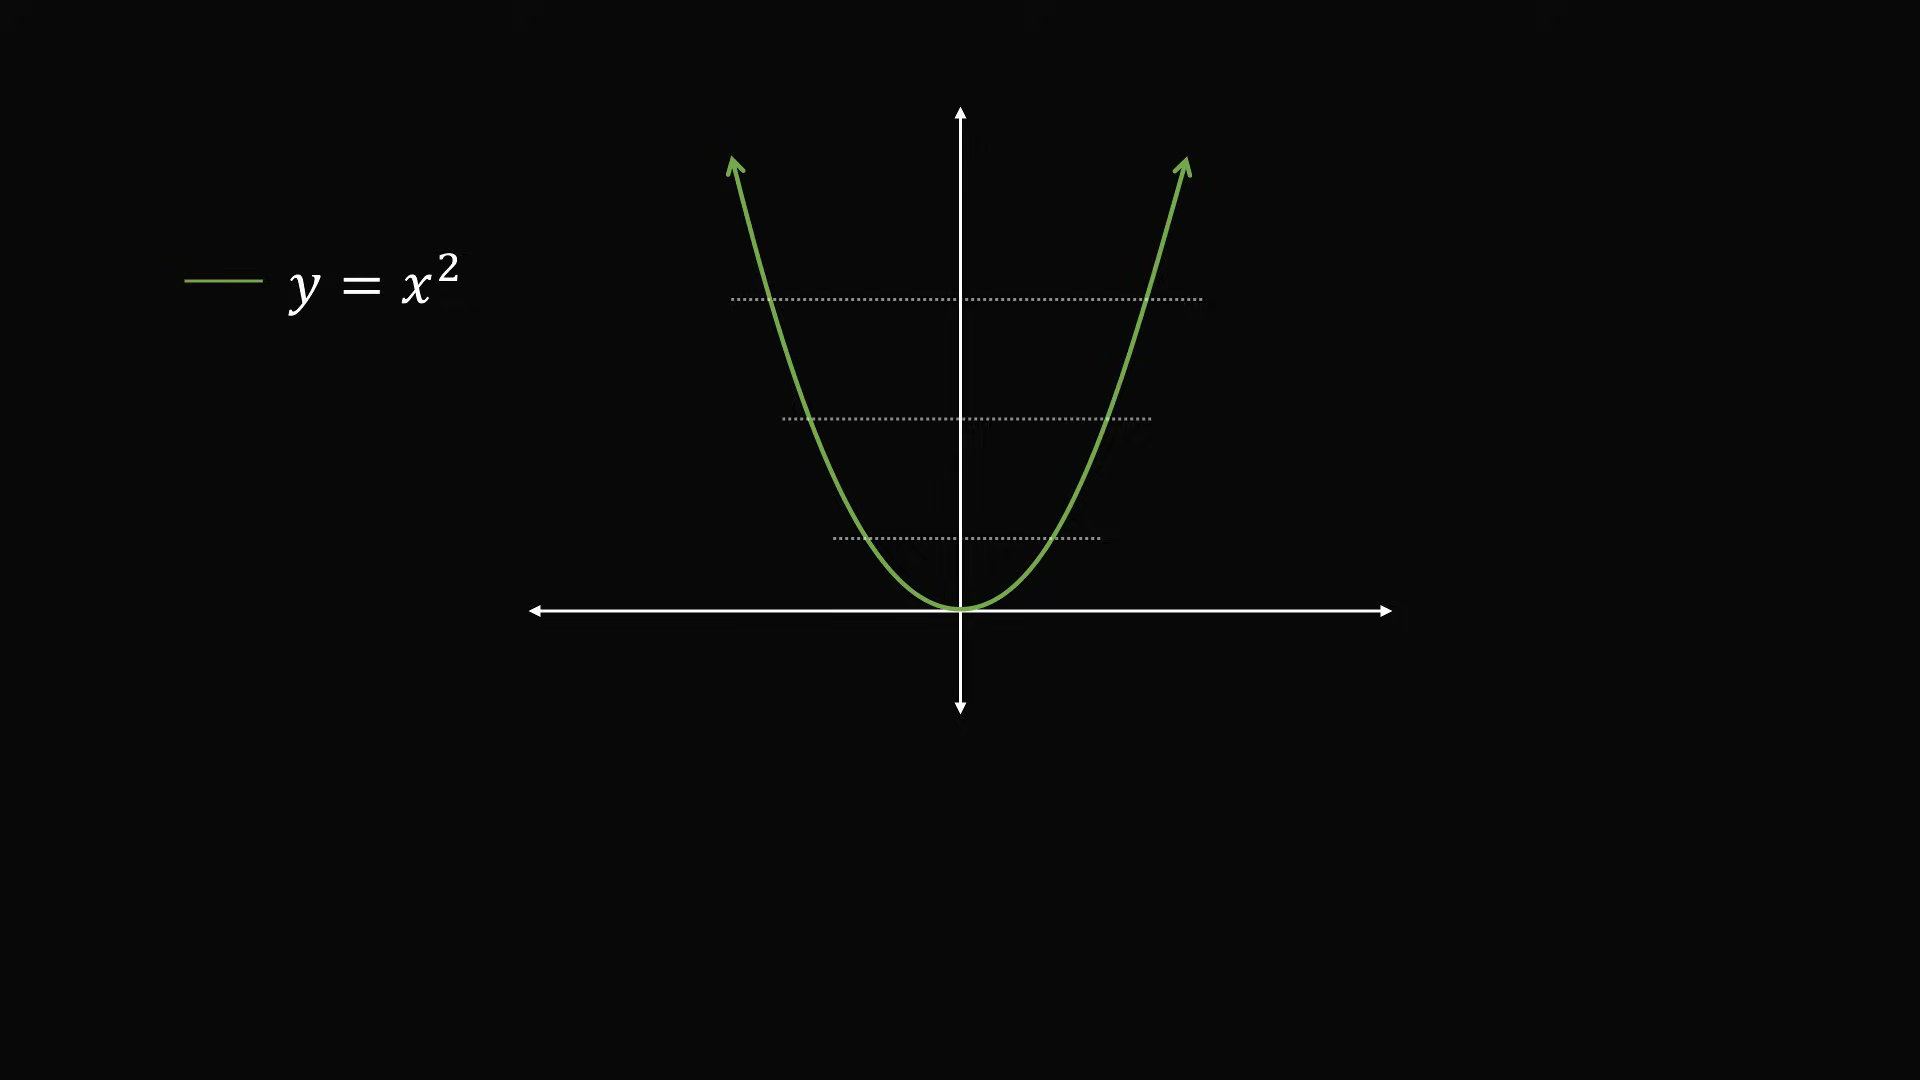 y = x²